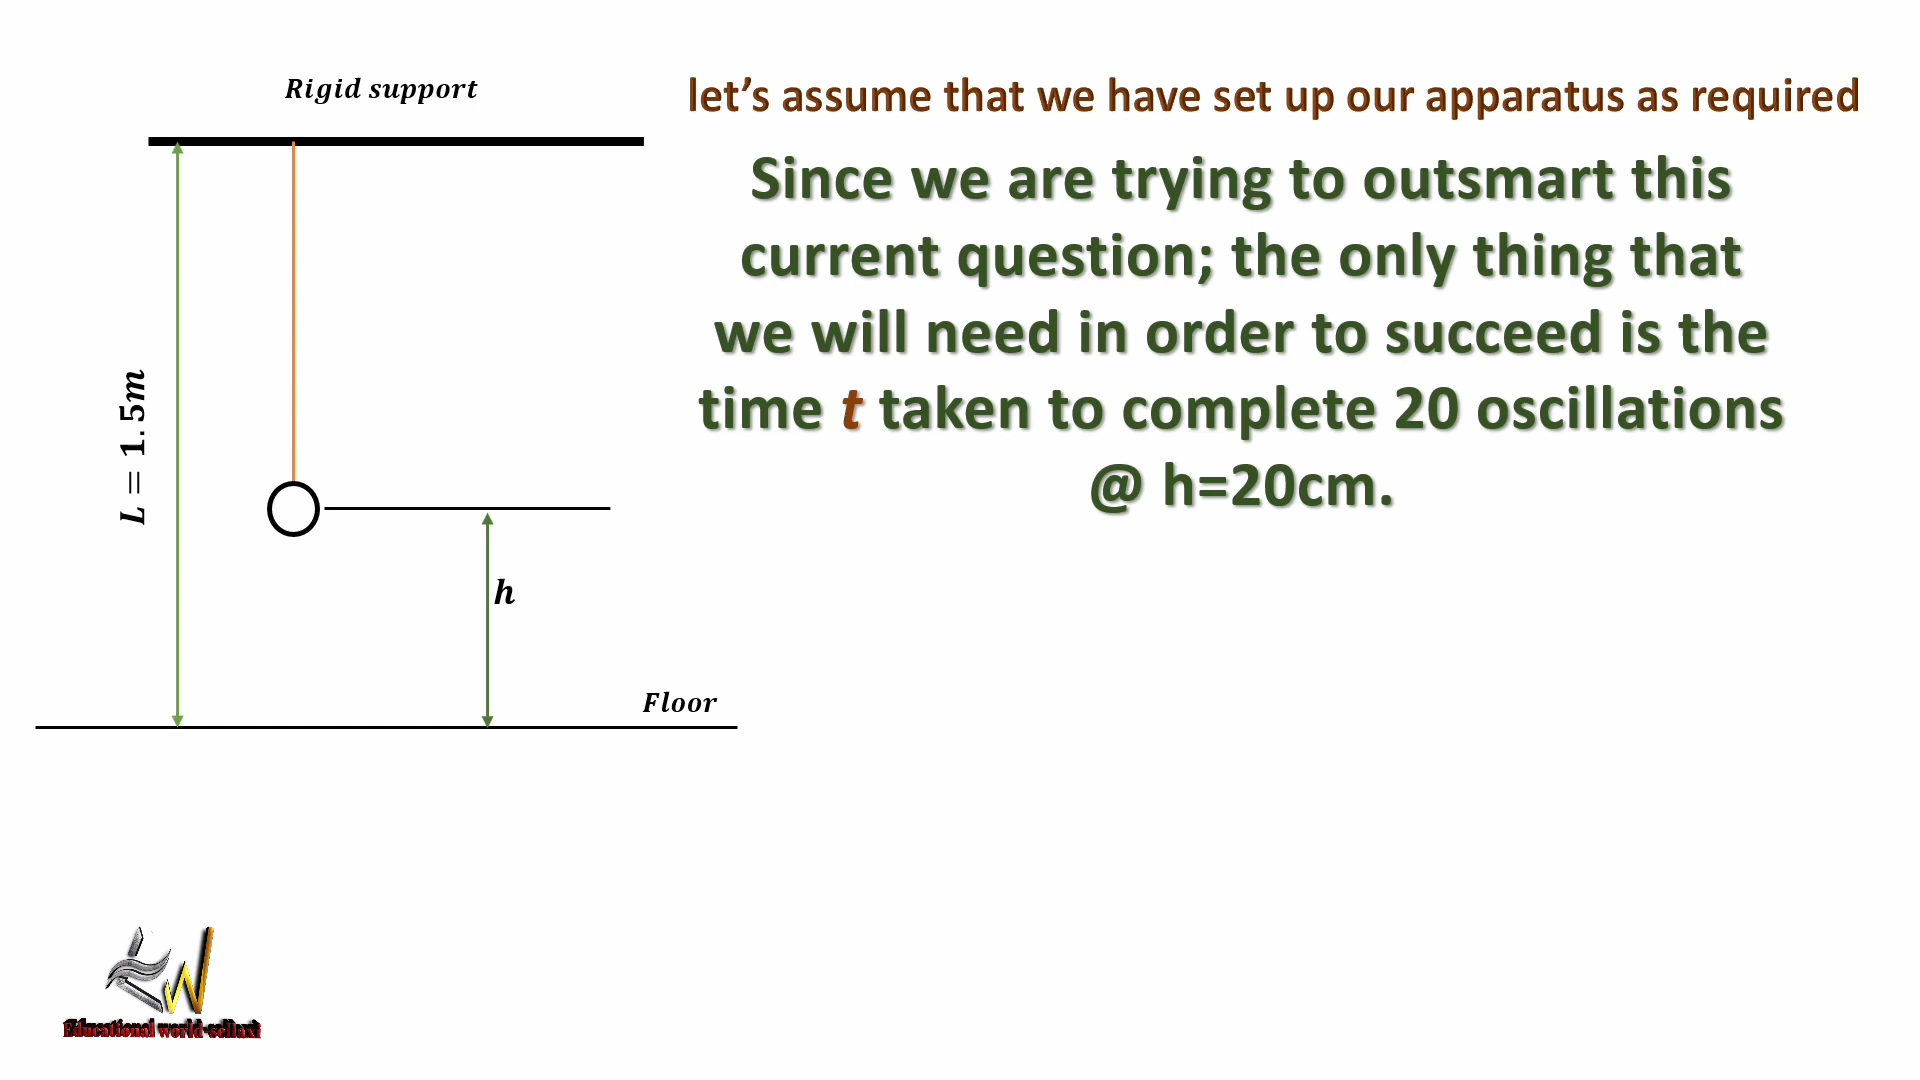 Rigid support
let's assume that we have set up our apparatus as required
Since we are trying to outsmart this
current question; the only thing that
we will need in order to succeed is the
time t taken to complete 20 oscillations
@ h=20cm.
L = 1.5m
h
Floor
Educational world-